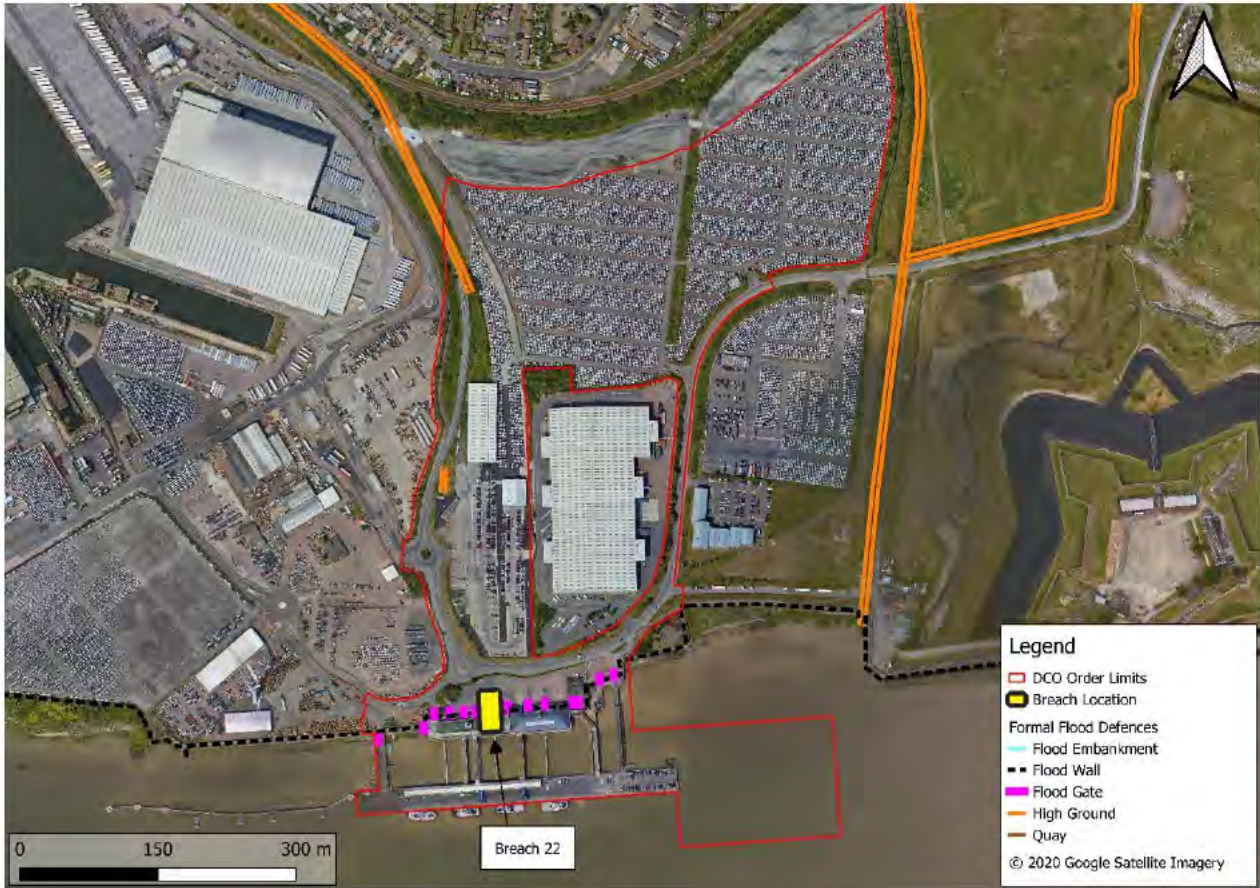 Legend
DCO Order Limits
Breach Location
Formal Flood Defences
Flood Embankment
Flood Wall
Flood Gate
High Ground
Quay
© 2020 Google Satellite Imagery
0 150 300 m
Breach 22